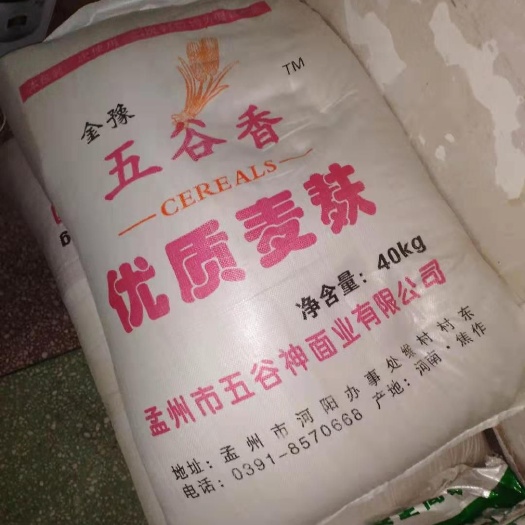 TM
金豫
五谷香
CEREALS
优质麦麸
净含量：40kg
孟州市五谷神面业有限公司
地址：孟州市河阳办事处缑村村东
电话：0391-8570668 产地：河南·焦作